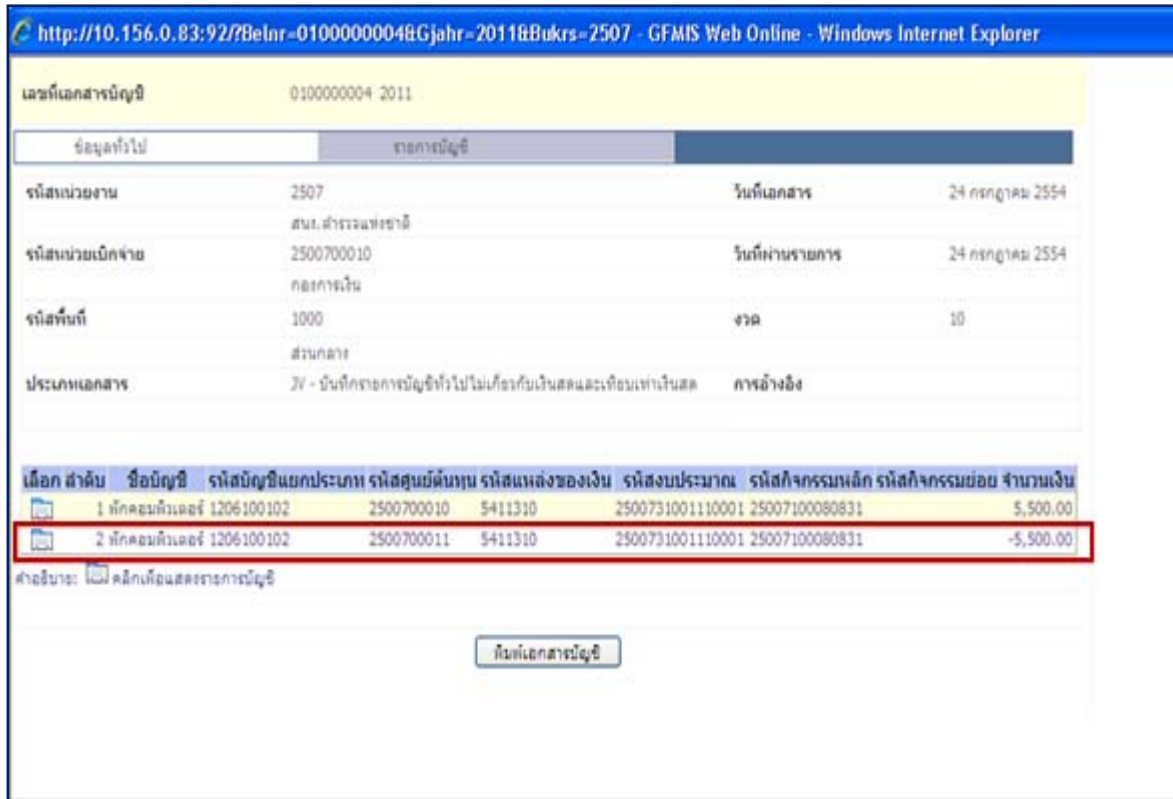 http://10.156.0.83:92/?Belnr=0100000004&Gjahr=2011&Bukrs=2507 - GFMIS Web Online - Windows Internet Explorer
เลขที่เอกสารบัญชี 0100000004 2011
ข้อมูลทั่วไป รายการบัญชี
รหัสหน่วยงาน 2507 วันที่เอกสาร 24 กรกฎาคม 2554
สนง.ตำรวจแห่งชาติ
รหัสหน่วยเบิกจ่าย 2500700010 วันที่ผ่านรายการ 24 กรกฎาคม 2554
กองการเงิน
รหัสพื้นที่ 1000 งวด 10
ส่วนกลาง
ประเภทเอกสาร JV - บันทึกรายการบัญชีทั่วไปไม่เกี่ยวกับเงินสดและเทียบเท่าเงินสด การอ้างอิง
เลือก ลำดับ ชื่อบัญชี รหัสบัญชีแยกประเภท รหัสศูนย์ต้นทุน รหัสแหล่งของเงิน รหัสงบประมาณ รหัสกิจกรรมหลัก รหัสกิจกรรมย่อย จำนวนเงิน
1 พักคอมพิวเตอร์ 1206100102 2500700010 5411310 2500731001110001 25007100080831 5,500.00
2 พักคอมพิวเตอร์ 1206100102 2500700011 5411310 2500731001110001 25007100080831 -5,500.00
คำอธิบาย: คลิกเพื่อแสดงรายการบัญชี
พิมพ์เอกสารบัญชี